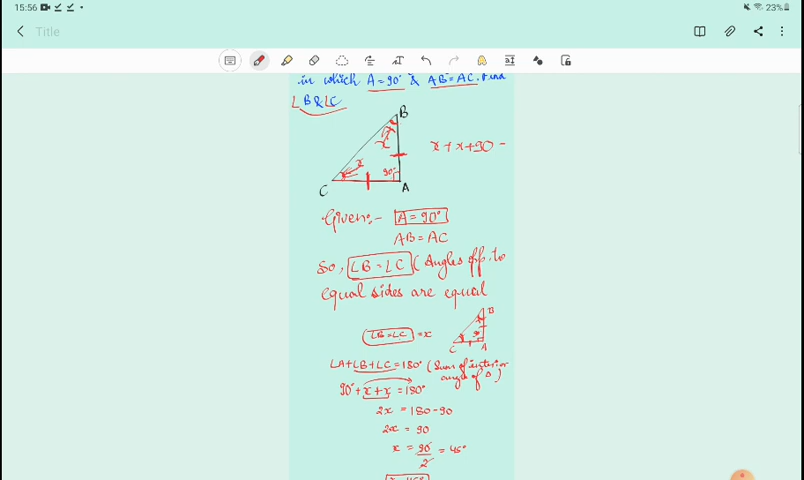 15:56
23%
Title
in which A = 90° & AB = AC. Find
∠B & ∠C
B
x
x + x + 90 -
x
90°
C
A
Given:- A = 90°
AB = AC
So, ∠B = ∠C (Angles opp. to
equal sides are equal
B
∠B = ∠C = x
90°
C
A
∠A + ∠B + ∠C = 180° (Sum of interior
angle of Δ)
90° + x + x = 180°
2x = 180 - 90
2x = 90
x = 90/2 = 45°